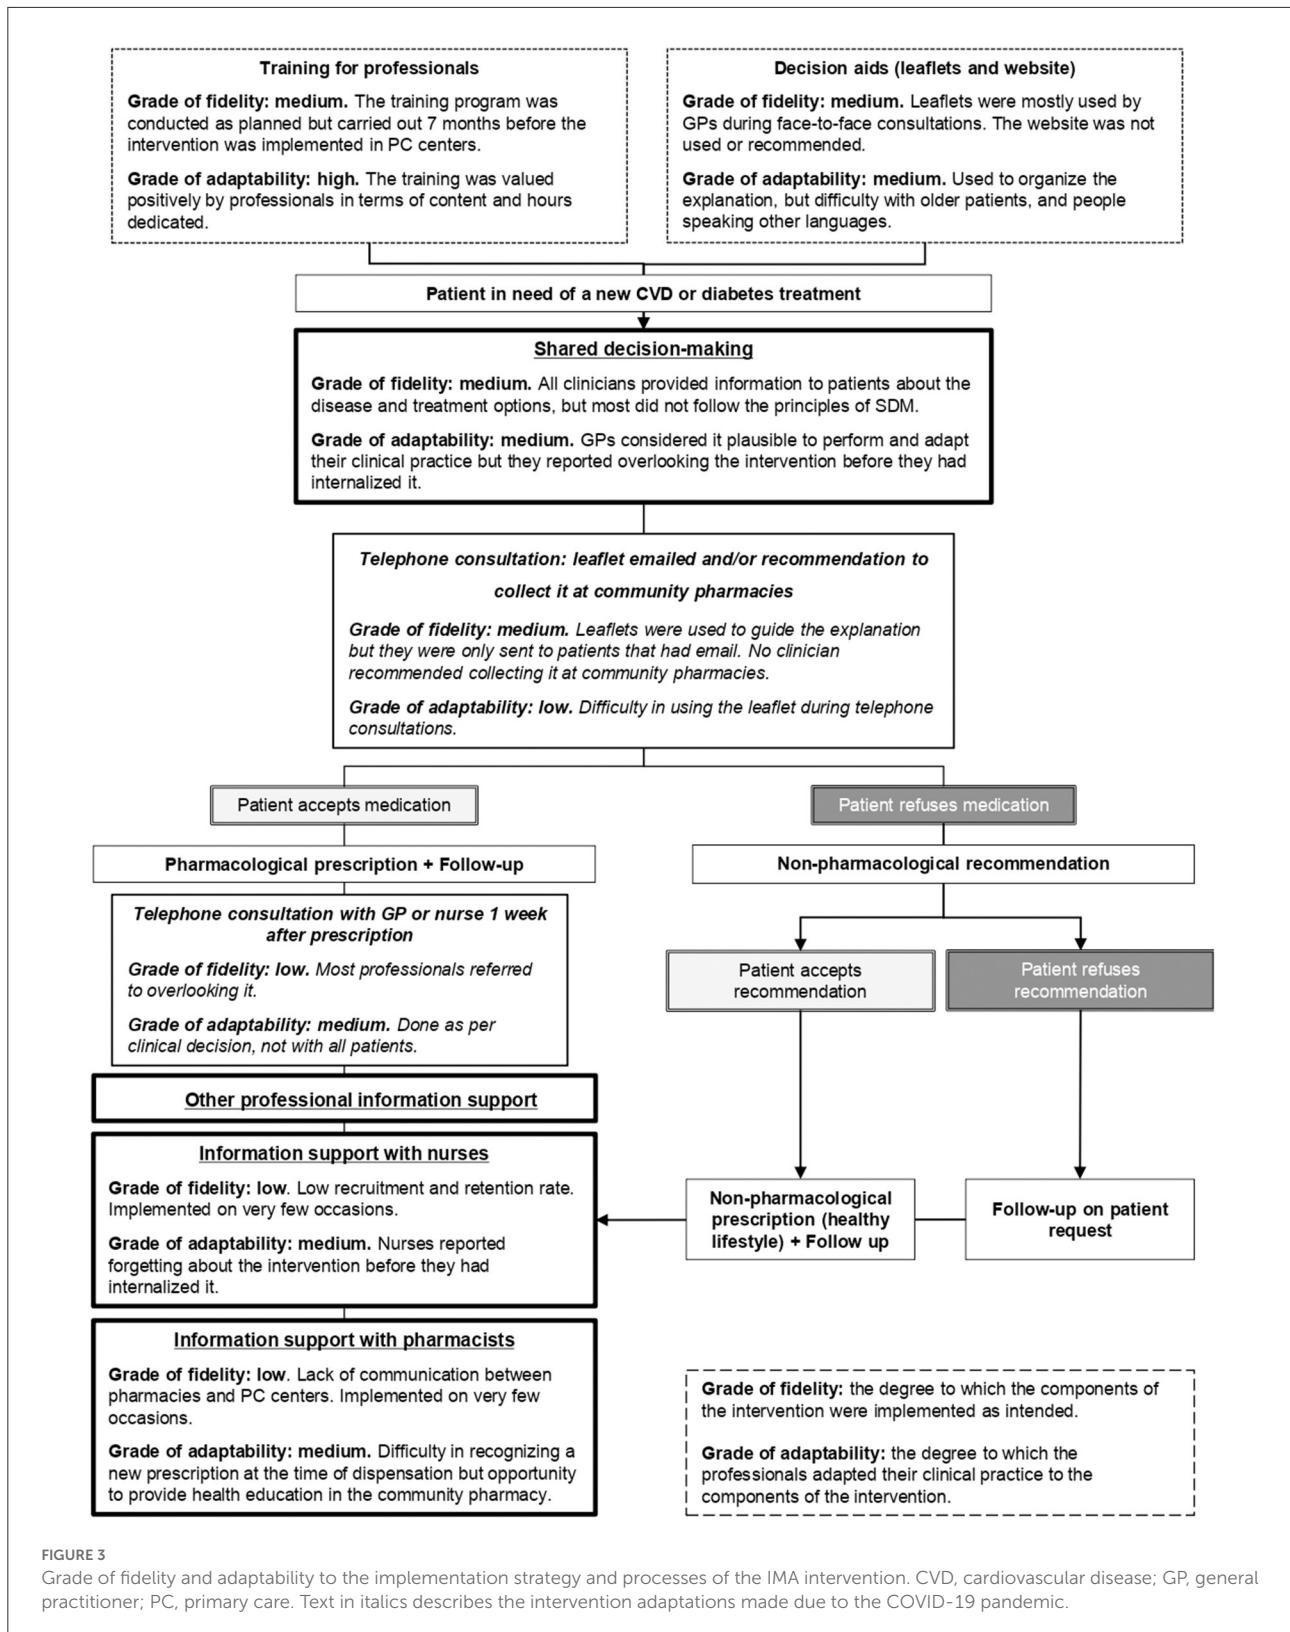 Training for professionals
Grade of fidelity: medium. The training program was
conducted as planned but carried out 7 months before the
intervention was implemented in PC centers.
Grade of adaptability: high. The training was valued
positively by professionals in terms of content and hours
dedicated.
Decision aids (leaflets and website)
Grade of fidelity: medium. Leaflets were mostly used by
GPs during face-to-face consultations. The website was not
used or recommended.
Grade of adaptability: medium. Used to organize the
explanation, but difficulty with older patients, and people
speaking other languages.
Patient in need of a new CVD or diabetes treatment
Shared decision-making
Grade of fidelity: medium. All clinicians provided information to patients about the
disease and treatment options, but most did not follow the principles of SDM.
Grade of adaptability: medium. GPs considered it plausible to perform and adapt
their clinical practice but they reported overlooking the intervention before they had
internalized it.
Telephone consultation: leaflet emailed and/or recommendation to
collect it at community pharmacies
Grade of fidelity: medium. Leaflets were used to guide the explanation
but they were only sent to patients that had email. No clinician
recommended collecting it at community pharmacies.
Grade of adaptability: low. Difficulty in using the leaflet during telephone
consultations.
Patient accepts medication
Patient refuses medication
Pharmacological prescription + Follow-up
Non-pharmacological recommendation
Telephone consultation with GP or nurse 1 week
after prescription
Grade of fidelity: low. Most professionals referred
to overlooking it.
Grade of adaptability: medium. Done as per
clinical decision, not with all patients.
Patient accepts
recommendation
Patient refuses
recommendation
Other professional information support
Information support with nurses
Grade of fidelity: low. Low recruitment and retention rate.
Implemented on very few occasions.
Grade of adaptability: medium. Nurses reported
forgetting about the intervention before they had
internalized it.
Non-pharmacological
prescription (healthy
lifestyle) + Follow up
Follow-up on patient
request
Information support with pharmacists
Grade of fidelity: low. Lack of communication between
pharmacies and PC centers. Implemented on very few
occasions.
Grade of adaptability: medium. Difficulty in recognizing a
new prescription at the time of dispensation but opportunity
to provide health education in the community pharmacy.
Grade of fidelity: the degree to which the components of
the intervention were implemented as intended.
Grade of adaptability: the degree to which the
professionals adapted their clinical practice to the
components of the intervention.
FIGURE 3
Grade of fidelity and adaptability to the implementation strategy and processes of the IMA intervention. CVD, cardiovascular disease; GP, general
practitioner; PC, primary care. Text in italics describes the intervention adaptations made due to the COVID-19 pandemic.